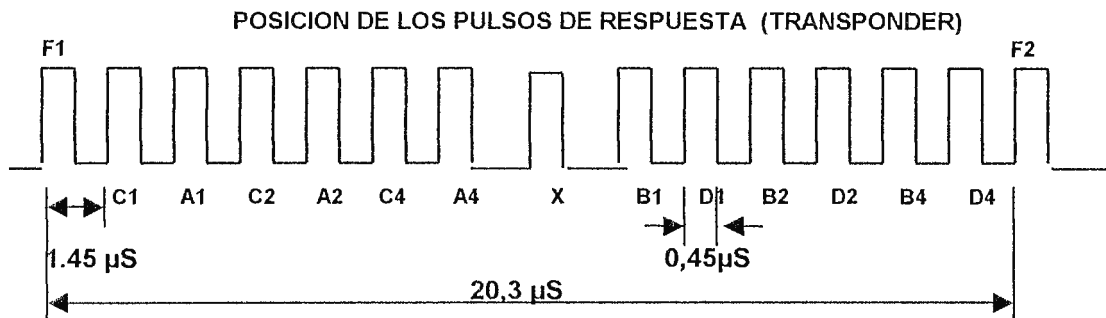 POSICION DE LOS PULSOS DE RESPUESTA (TRANSPONDER)
F1 F2
C1 A1 C2 A2 C4 A4 X B1 D1 B2 D2 B4 D4
1.45 µS 0,45µS
20,3 µS